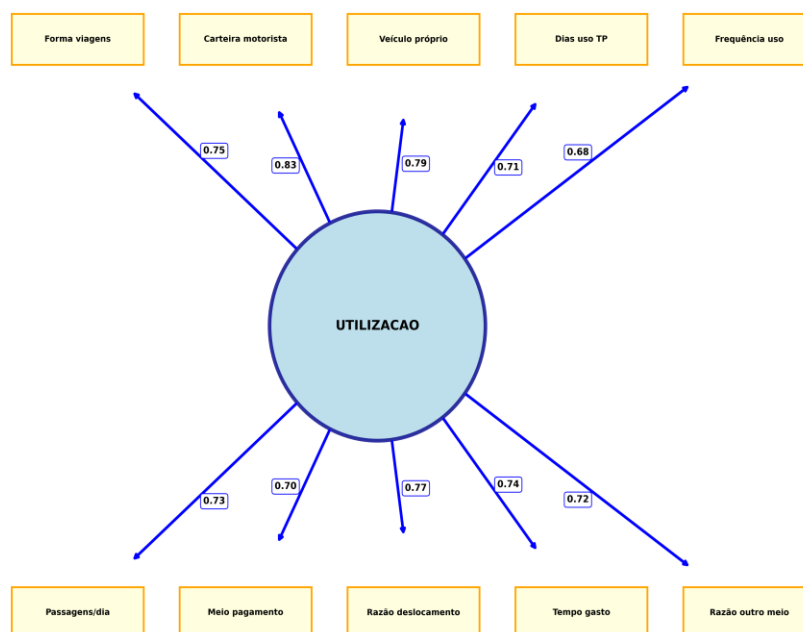 Forma viagens
Carteira motorista
Veículo próprio
Dias uso TP
Frequência uso
0.75
0.83
0.79
0.71
0.68
UTILIZACAO
0.73
0.70
0.77
0.74
0.72
Passagens/dia
Meio pagamento
Razão deslocamento
Tempo gasto
Razão outro meio